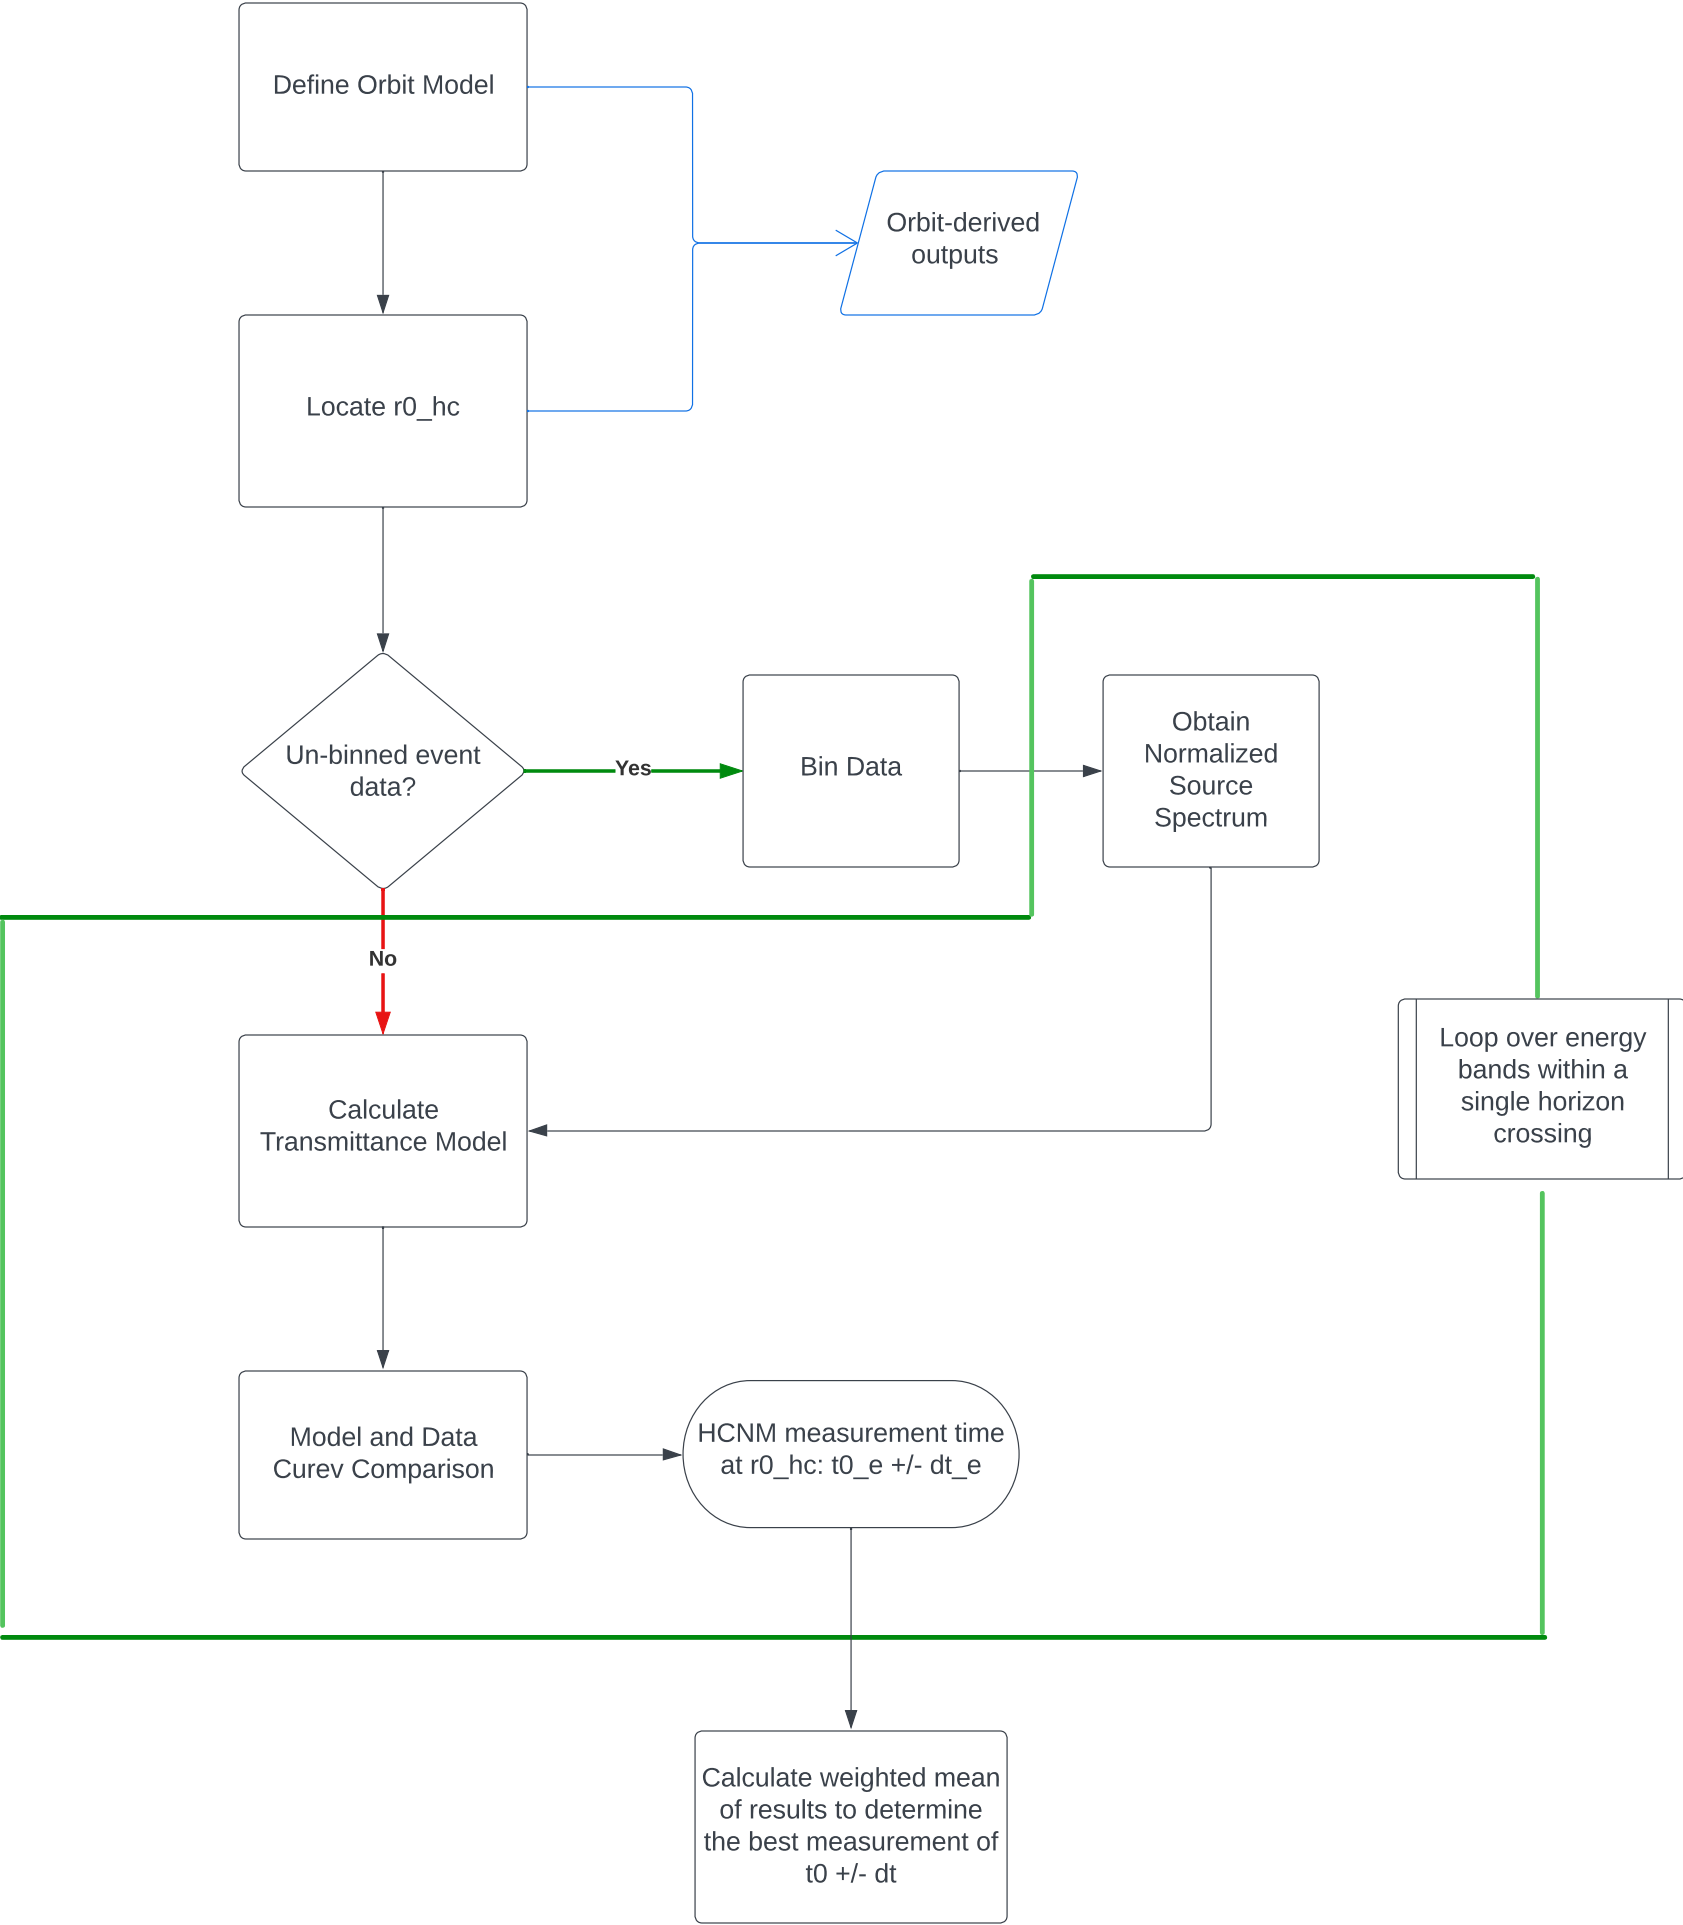 Define Orbit Model
Orbit-derived
outputs
Locate r0_hc
Un-binned event
data?
Yes
Bin Data
Obtain
Normalized
Source
Spectrum
No
Loop over energy
bands within a
single horizon
crossing
Calculate
Transmittance Model
Model and Data
Curev Comparison
HCNM measurement time
at r0_hc: t0_e +/- dt_e
Calculate weighted mean
of results to determine
the best measurement of
t0 +/- dt